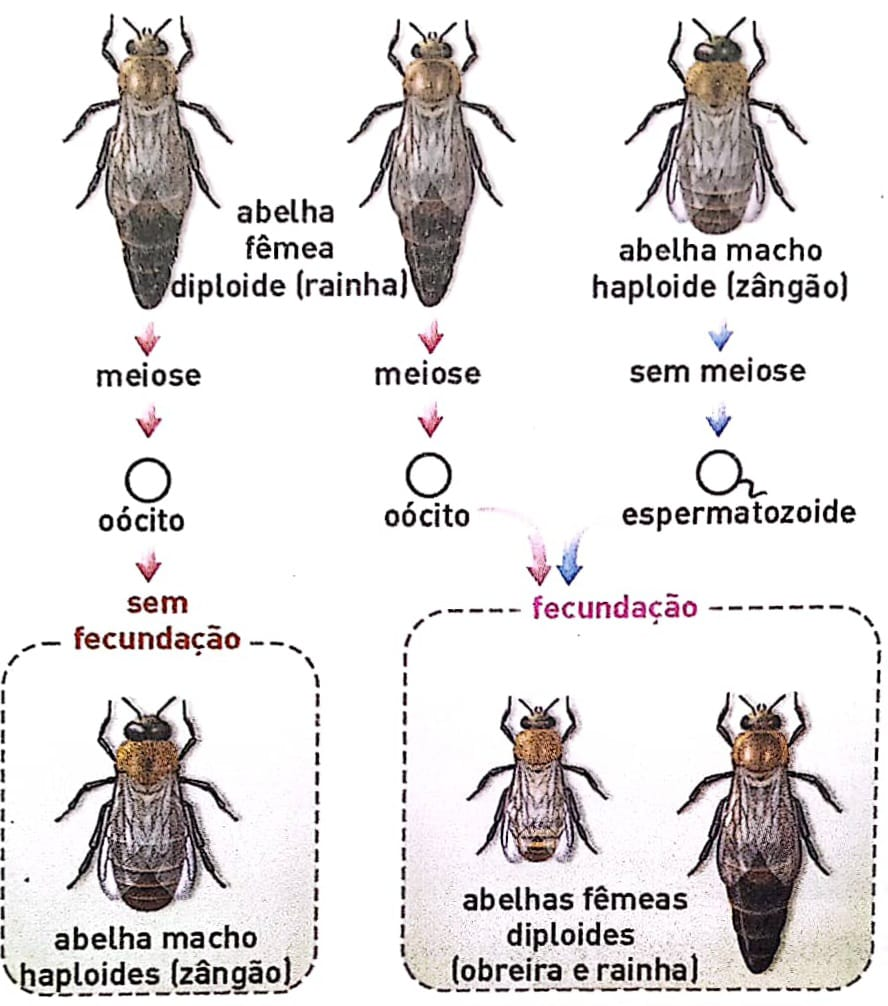 abelha
fêmea
diploide (rainha)
abelha macho
haploide (zângão)
meiose
meiose
sem meiose
oócito
oócito
espermatozoide
sem
fecundação
fecundação
abelha macho
haploides (zângão)
abelhas fêmeas
diploides
(obreira e rainha)